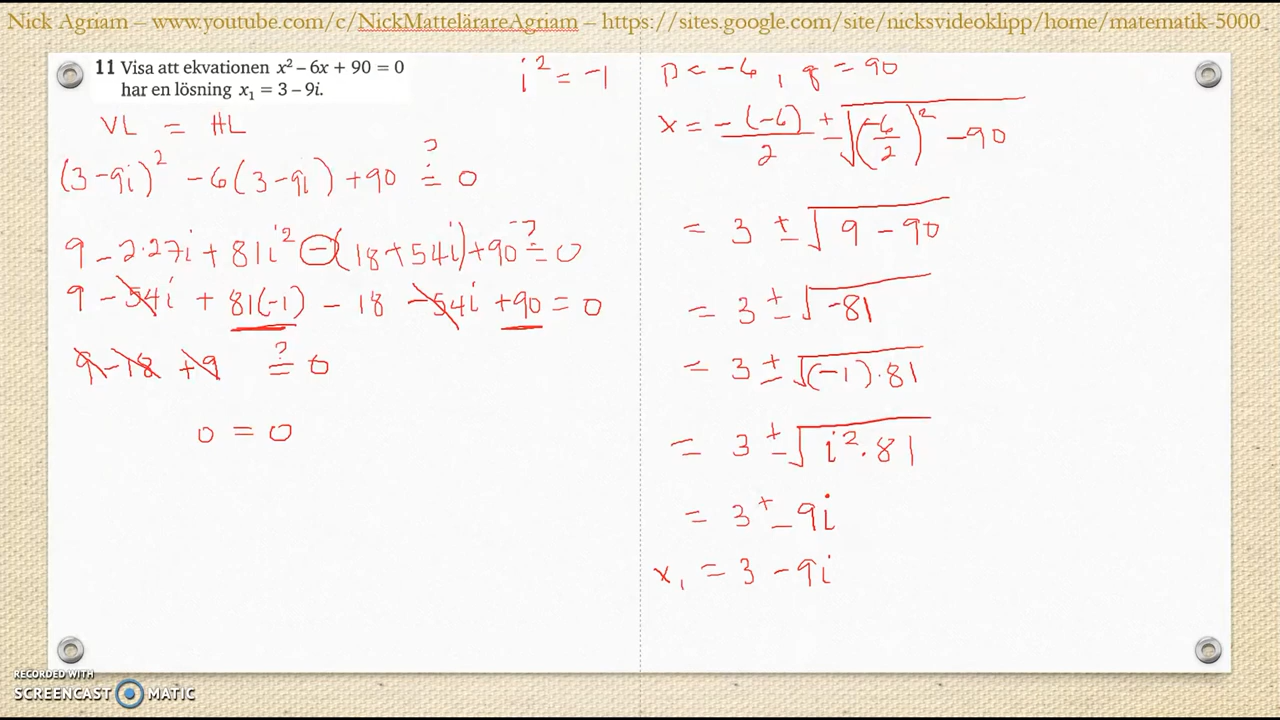 Nick Agriam – www.youtube.com/c/NickMattelärareAgriam – https://sites.google.com/site/nicksvideoklipp/home/matematik-5000
11 Visa att ekvationen x² – 6x + 90 = 0
har en lösning x₁ = 3 – 9i.
i² = -1
VL = HL
(3-9i)² - 6(3-9i) + 90 ≟ 0
9 - 2·27i + 81i² - (18+54i) + 90 ≟ 0
9 - 54i + 81(-1) - 18 - 54i + 90 = 0
9 - 18 + 9 ≟ 0
0 = 0
p = -6, q = 90
x = -(-6)/2 ± √((-6/2)² - 90)
= 3 ± √(9 - 90)
= 3 ± √(-81)
= 3 ± √((-1)·81)
= 3 ± √(i²·81)
= 3 ± 9i
x₁ = 3 - 9i
RECORDED WITH
SCREENCAST MATIC